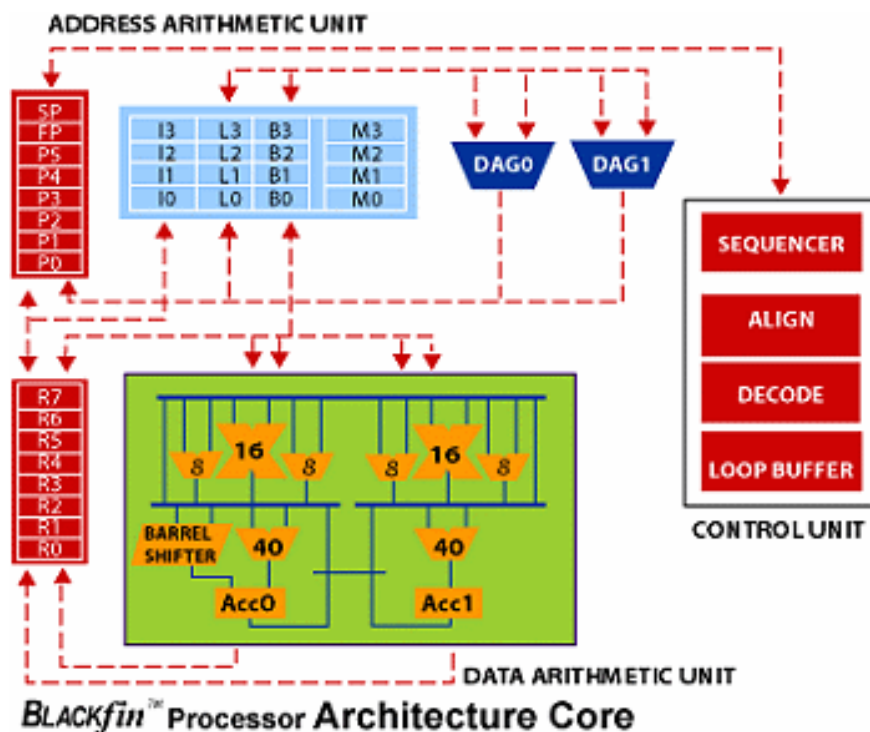 ADDRESS ARITHMETIC UNIT
SP
FP
P5
P4
P3
P2
P1
P0
I3 L3 B3 M3
I2 L2 B2 M2
I1 L1 B1 M1
I0 L0 B0 M0
DAG0
DAG1
SEQUENCER
ALIGN
DECODE
LOOP BUFFER
CONTROL UNIT
R7
R6
R5
R4
R3
R2
R1
R0
8 16 8 8 16 8
BARREL
SHIFTER
40 40
Acc0 Acc1
DATA ARITHMETIC UNIT
BLACKfin™ Processor Architecture Core